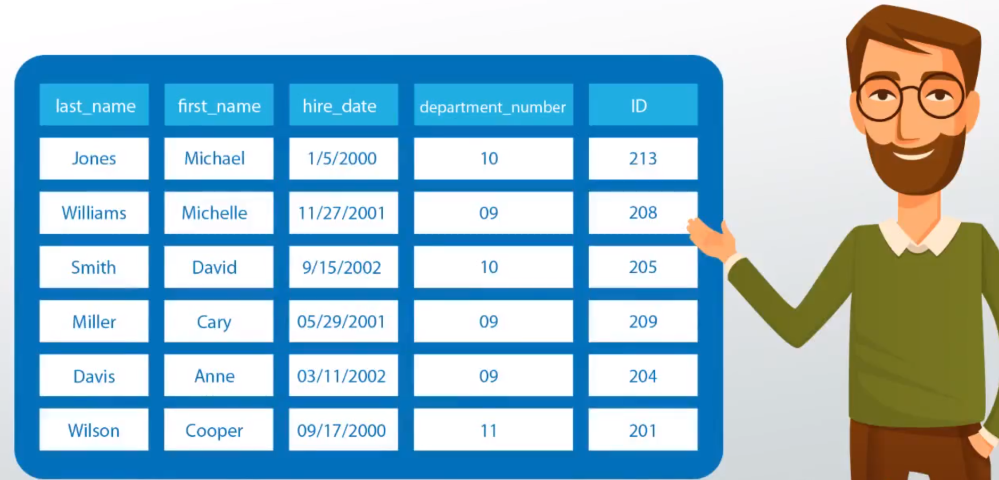 last_name first_name hire_date department_number ID
Jones Michael 1/5/2000 10 213
Williams Michelle 11/27/2001 09 208
Smith David 9/15/2002 10 205
Miller Cary 05/29/2001 09 209
Davis Anne 03/11/2002 09 204
Wilson Cooper 09/17/2000 11 201